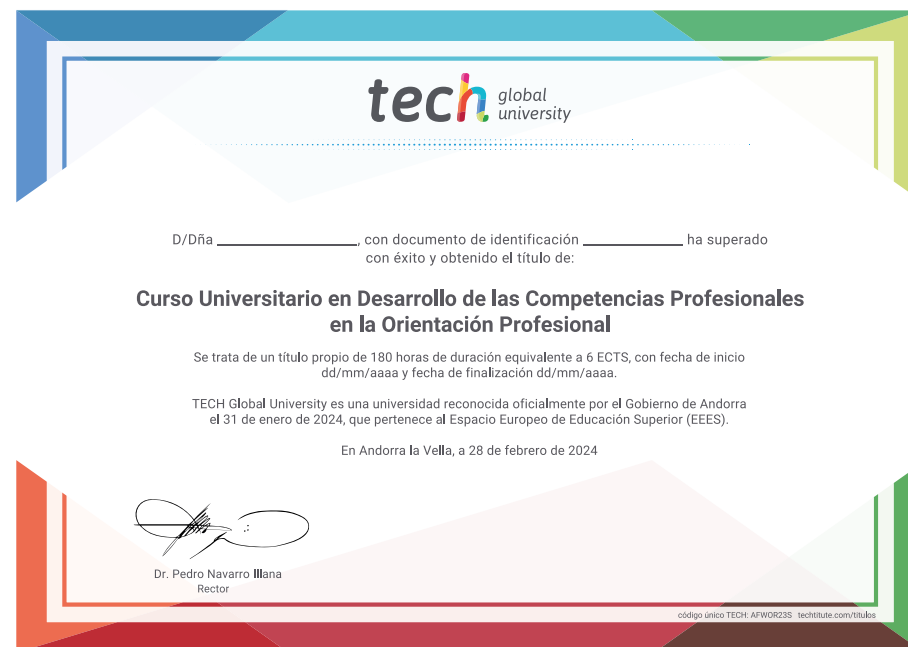 tech global university
D/Dña ____________________, con documento de identificación ______________ ha superado
con éxito y obtenido el título de:
Curso Universitario en Desarrollo de las Competencias Profesionales
en la Orientación Profesional
Se trata de un título propio de 180 horas de duración equivalente a 6 ECTS, con fecha de inicio
dd/mm/aaaa y fecha de finalización dd/mm/aaaa.
TECH Global University es una universidad reconocida oficialmente por el Gobierno de Andorra
el 31 de enero de 2024, que pertenece al Espacio Europeo de Educación Superior (EEES).
En Andorra la Vella, a 28 de febrero de 2024
Dr. Pedro Navarro Illana
Rector
código único TECH: AFWOR23S techtitute.com/titulos